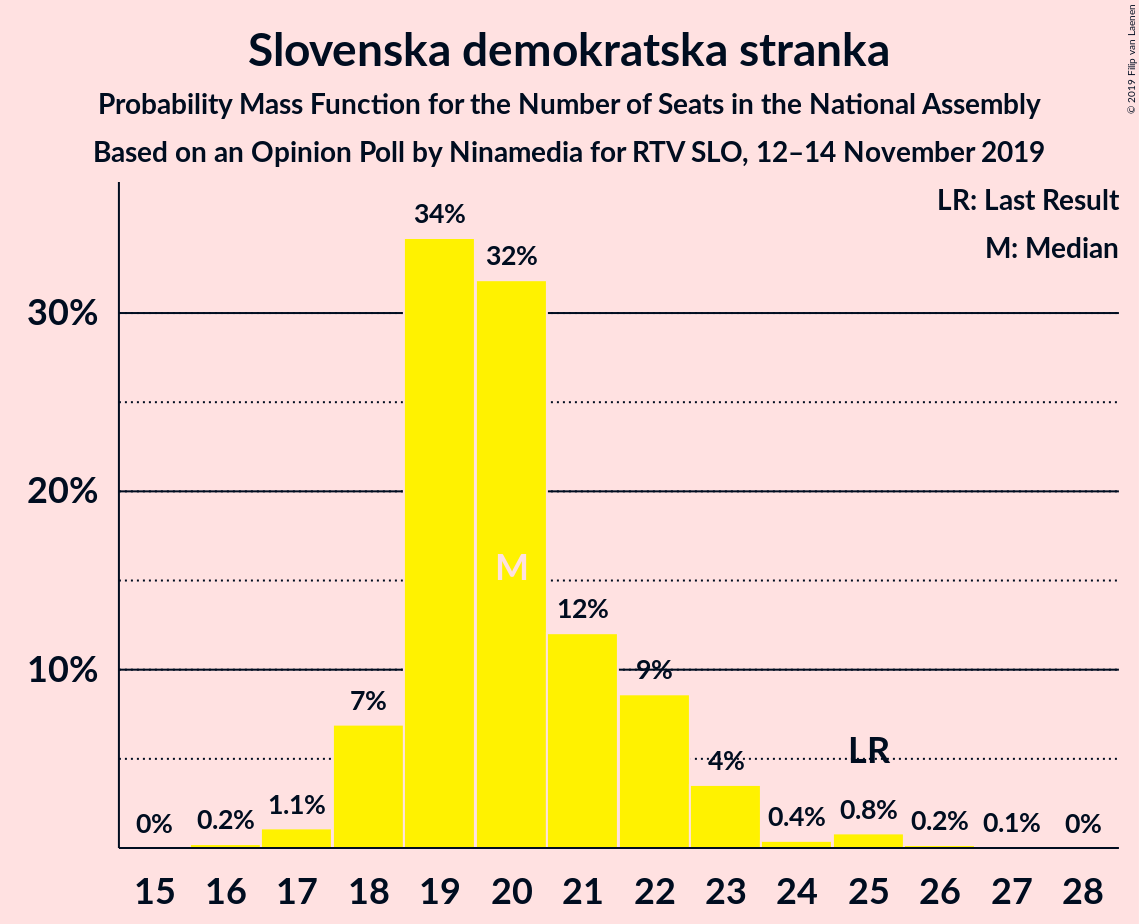 Slovenska demokratska stranka
Probability Mass Function for the Number of Seats in the National Assembly
Based on an Opinion Poll by Ninamedia for RTV SLO, 12–14 November 2019
© 2019 Filip van Laenen
LR: Last Result
M: Median
30%
20%
10%
0%
0.2%
1.1%
7%
34%
32%
M
12%
9%
4%
0.4%
LR
0.8%
0.2%
0.1%
0%
15 16 17 18 19 20 21 22 23 24 25 26 27 28